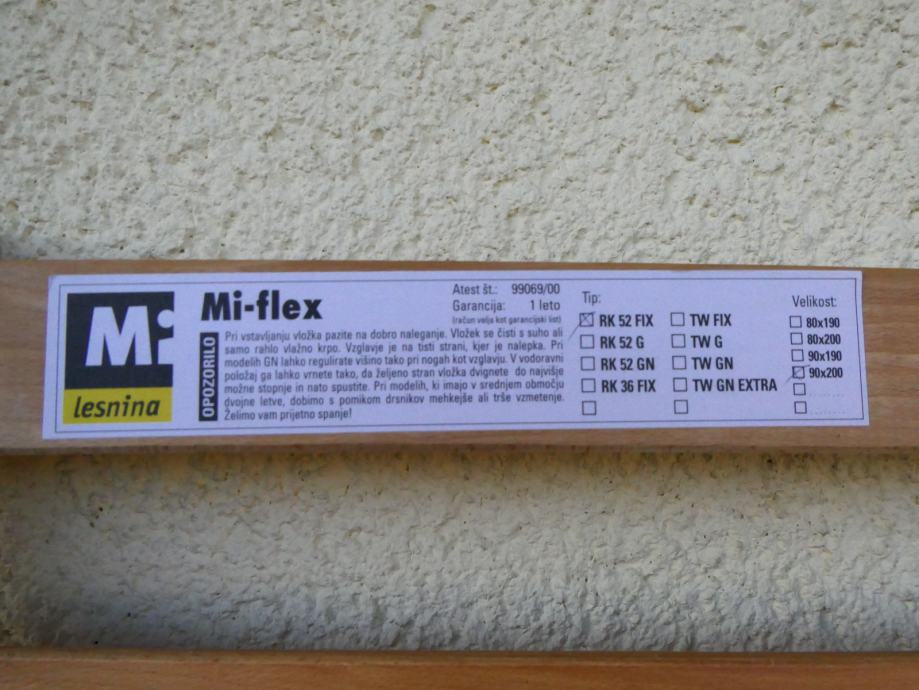 Mi
lesnina
Mi-flex
Atest št.: 99069/00
Garancija: 1 leto
(račun velja kot garancijski list)
OPOZORILO
Pri vstavljanju vložka pazite na dobro naleganje. Vložek se čisti s suho ali
samo rahlo vlažno krpo. Vzglavje je na tisti strani, kjer je nalepka. Pri
modelih GN lahko regulirate višino tako pri nogah kot vzglavju. V vodoravni
položaj ga lahko vrnete tako, da željeno stran vložka dvignete do najvišje
možne stopnje in nato spustite. Pri modelih, ki imajo v srednjem območju
dvojne letve, dobimo s pomikom drsnikov mehkejše ali trše vzmetenje.
Želimo vam prijetno spanje!
Tip:
RK 52 FIX
RK 52 G
RK 52 GN
RK 36 FIX
TW FIX
TW G
TW GN
TW GN EXTRA
Velikost:
80x190
80x200
90x190
90x200